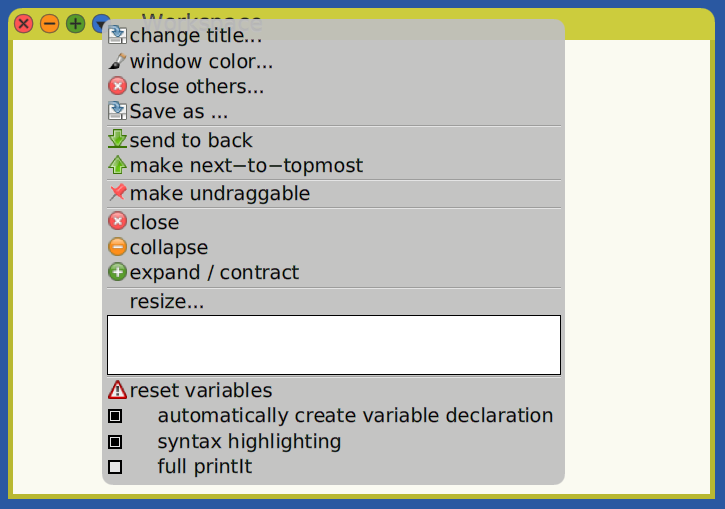 Workspace
change title...
window color...
close others...
Save as ...
send to back
make next−to−topmost
make undraggable
close
collapse
expand / contract
resize...
reset variables
automatically create variable declaration
syntax highlighting
full printIt